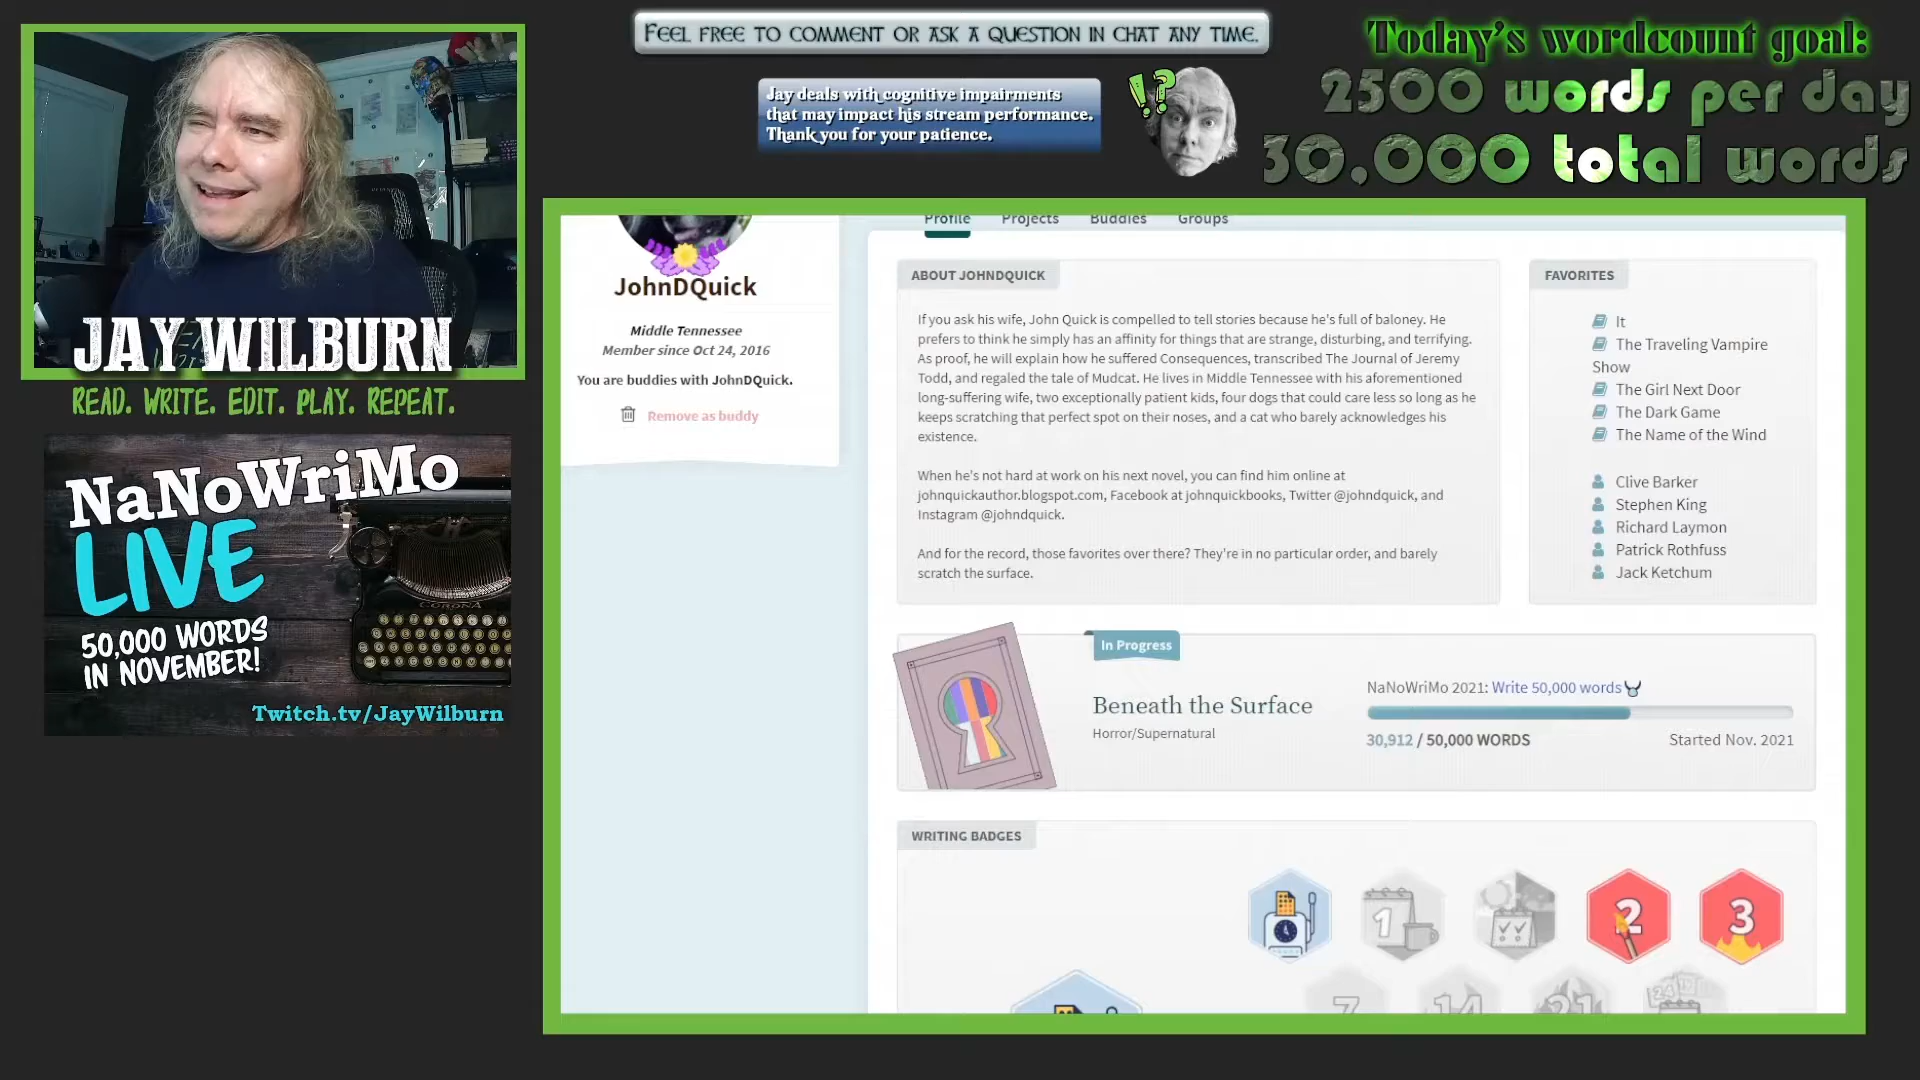 FEEL FREE TO COMMENT OR ASK A QUESTION IN CHAT ANY TIME.
Jay deals with cognitive impairments
that may impact his stream performance.
Thank you for your patience.
!?
Today's wordcount goal:
2500 words per day
30,000 total words
JAY WILBURN
READ. WRITE. EDIT. PLAY. REPEAT.
NaNoWriMo
LIVE
50,000 WORDS
IN NOVEMBER!
CORONA
Twitch.tv/JayWilburn
Profile Projects Buddies Groups
JohnDQuick
Middle Tennessee
Member since Oct 24, 2016
You are buddies with JohnDQuick.
Remove as buddy
ABOUT JOHNDQUICK
If you ask his wife, John Quick is compelled to tell stories because he's full of baloney. He
prefers to think he simply has an affinity for things that are strange, disturbing, and terrifying.
As proof, he will explain how he suffered Consequences, transcribed The Journal of Jeremy
Todd, and regaled the tale of Mudcat. He lives in Middle Tennessee with his aforementioned
long-suffering wife, two exceptionally patient kids, four dogs that could care less so long as he
keeps scratching that perfect spot on their noses, and a cat who barely acknowledges his
existence.
When he's not hard at work on his next novel, you can find him online at
johnquickauthor.blogspot.com, Facebook at johnquickbooks, Twitter @johndquick, and
Instagram @johndquick.
And for the record, those favorites over there? They're in no particular order, and barely
scratch the surface.
FAVORITES
It
The Traveling Vampire
Show
The Girl Next Door
The Dark Game
The Name of the Wind
Clive Barker
Stephen King
Richard Laymon
Patrick Rothfuss
Jack Ketchum
In Progress
Beneath the Surface
Horror/Supernatural
NaNoWriMo 2021: Write 50,000 words
30,912 / 50,000 WORDS
Started Nov. 2021
WRITING BADGES
1
2
3
7
14
21